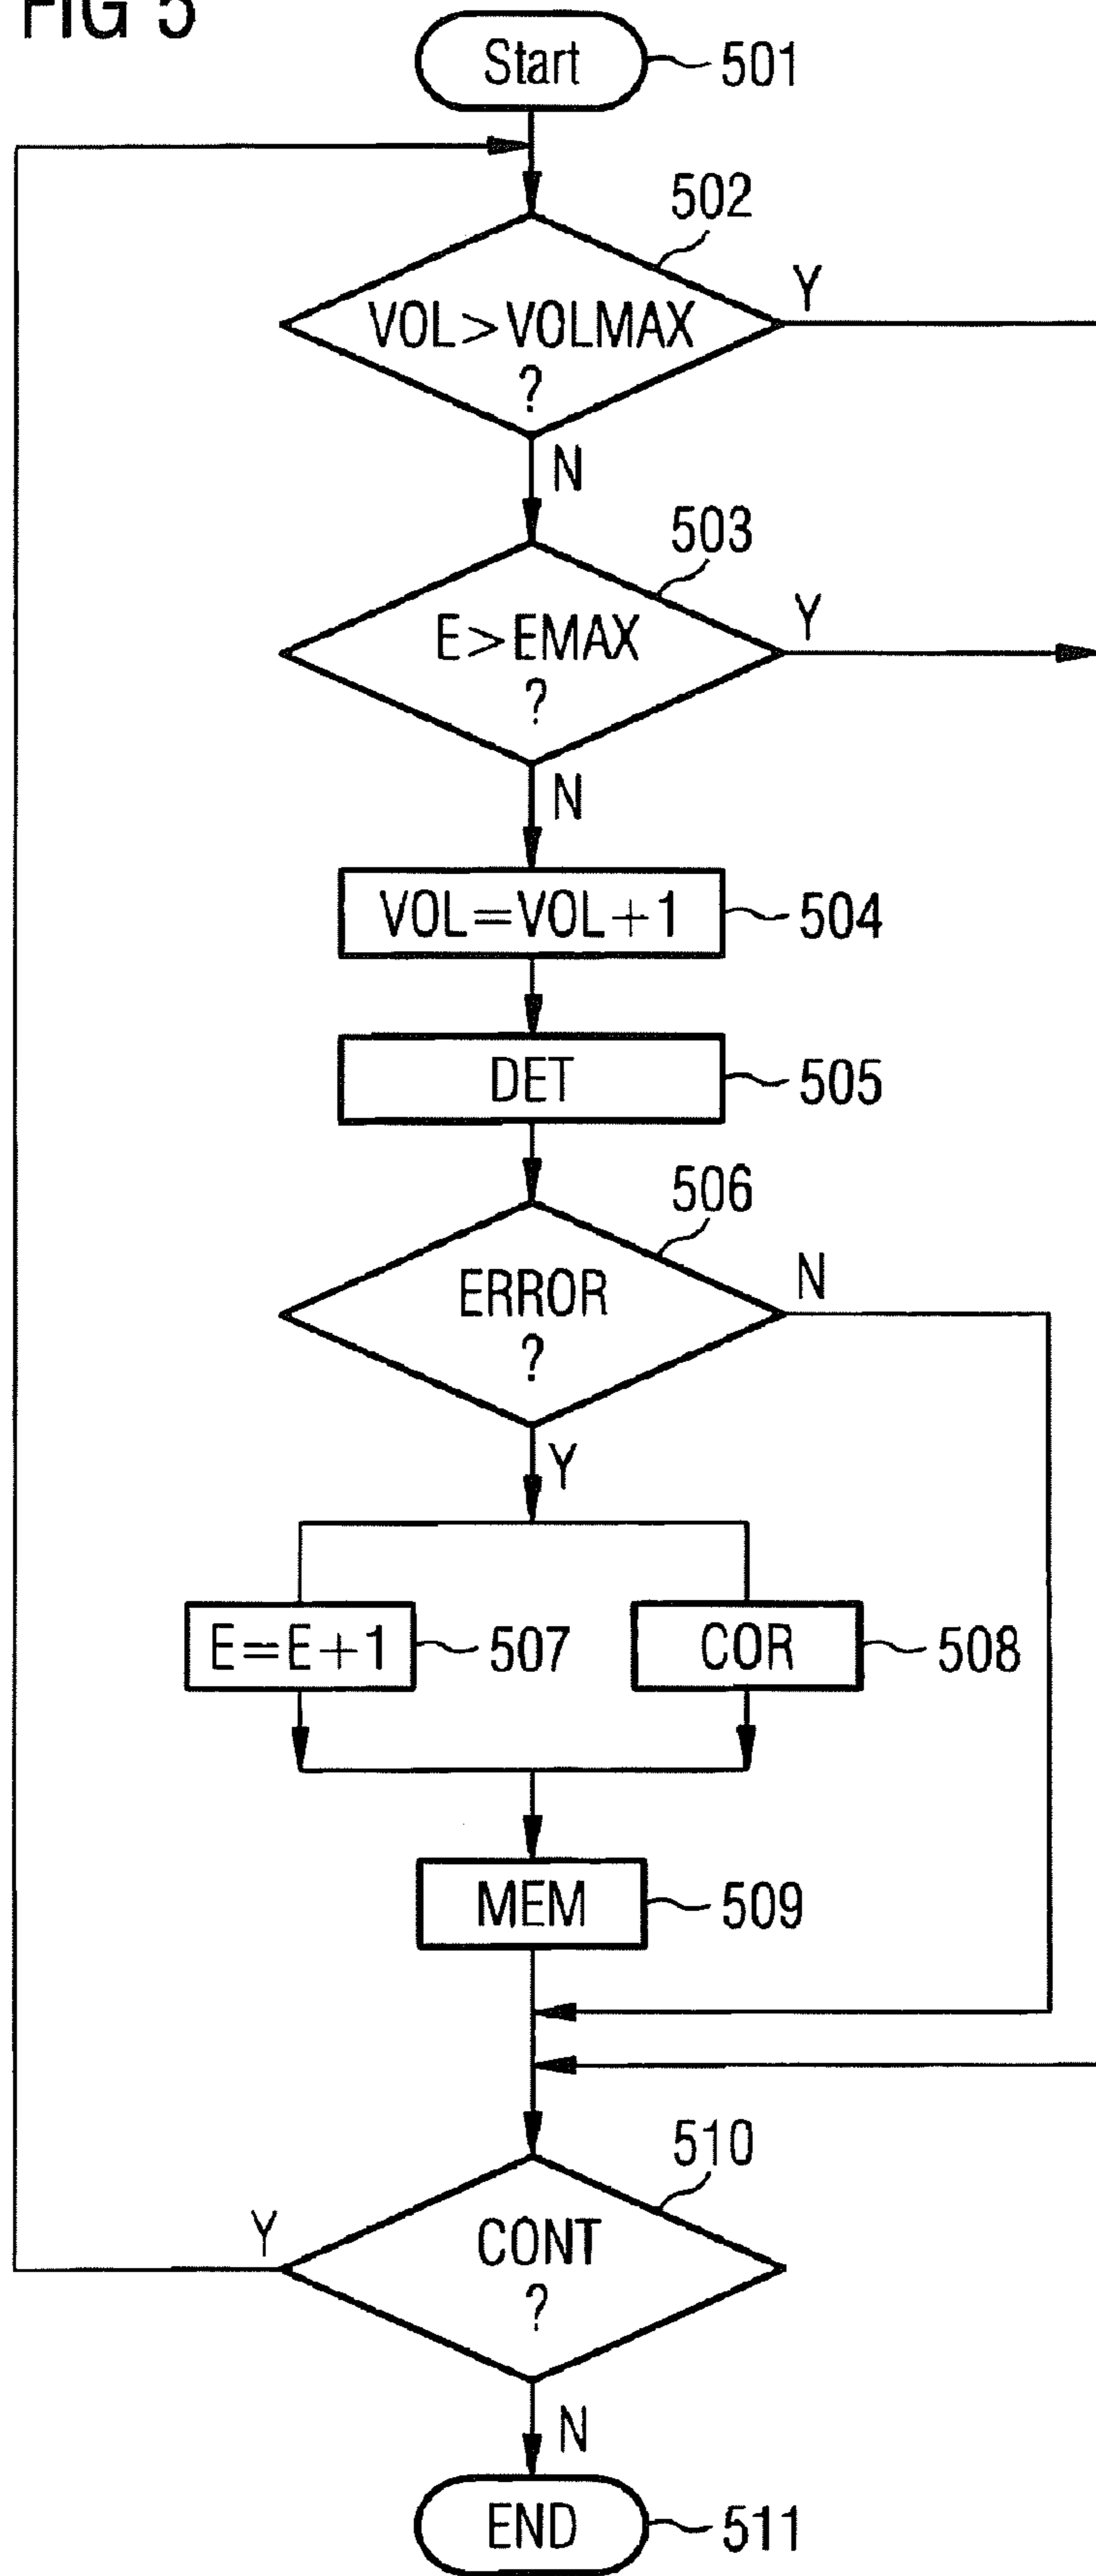 FIG 5
Start
501
502
VOL>VOLMAX
?
Y
N
503
E>EMAX
?
Y
N
VOL=VOL+1
504
DET
505
506
ERROR
?
N
Y
E=E+1
507
COR
508
MEM
509
510
CONT
?
Y
N
END
511